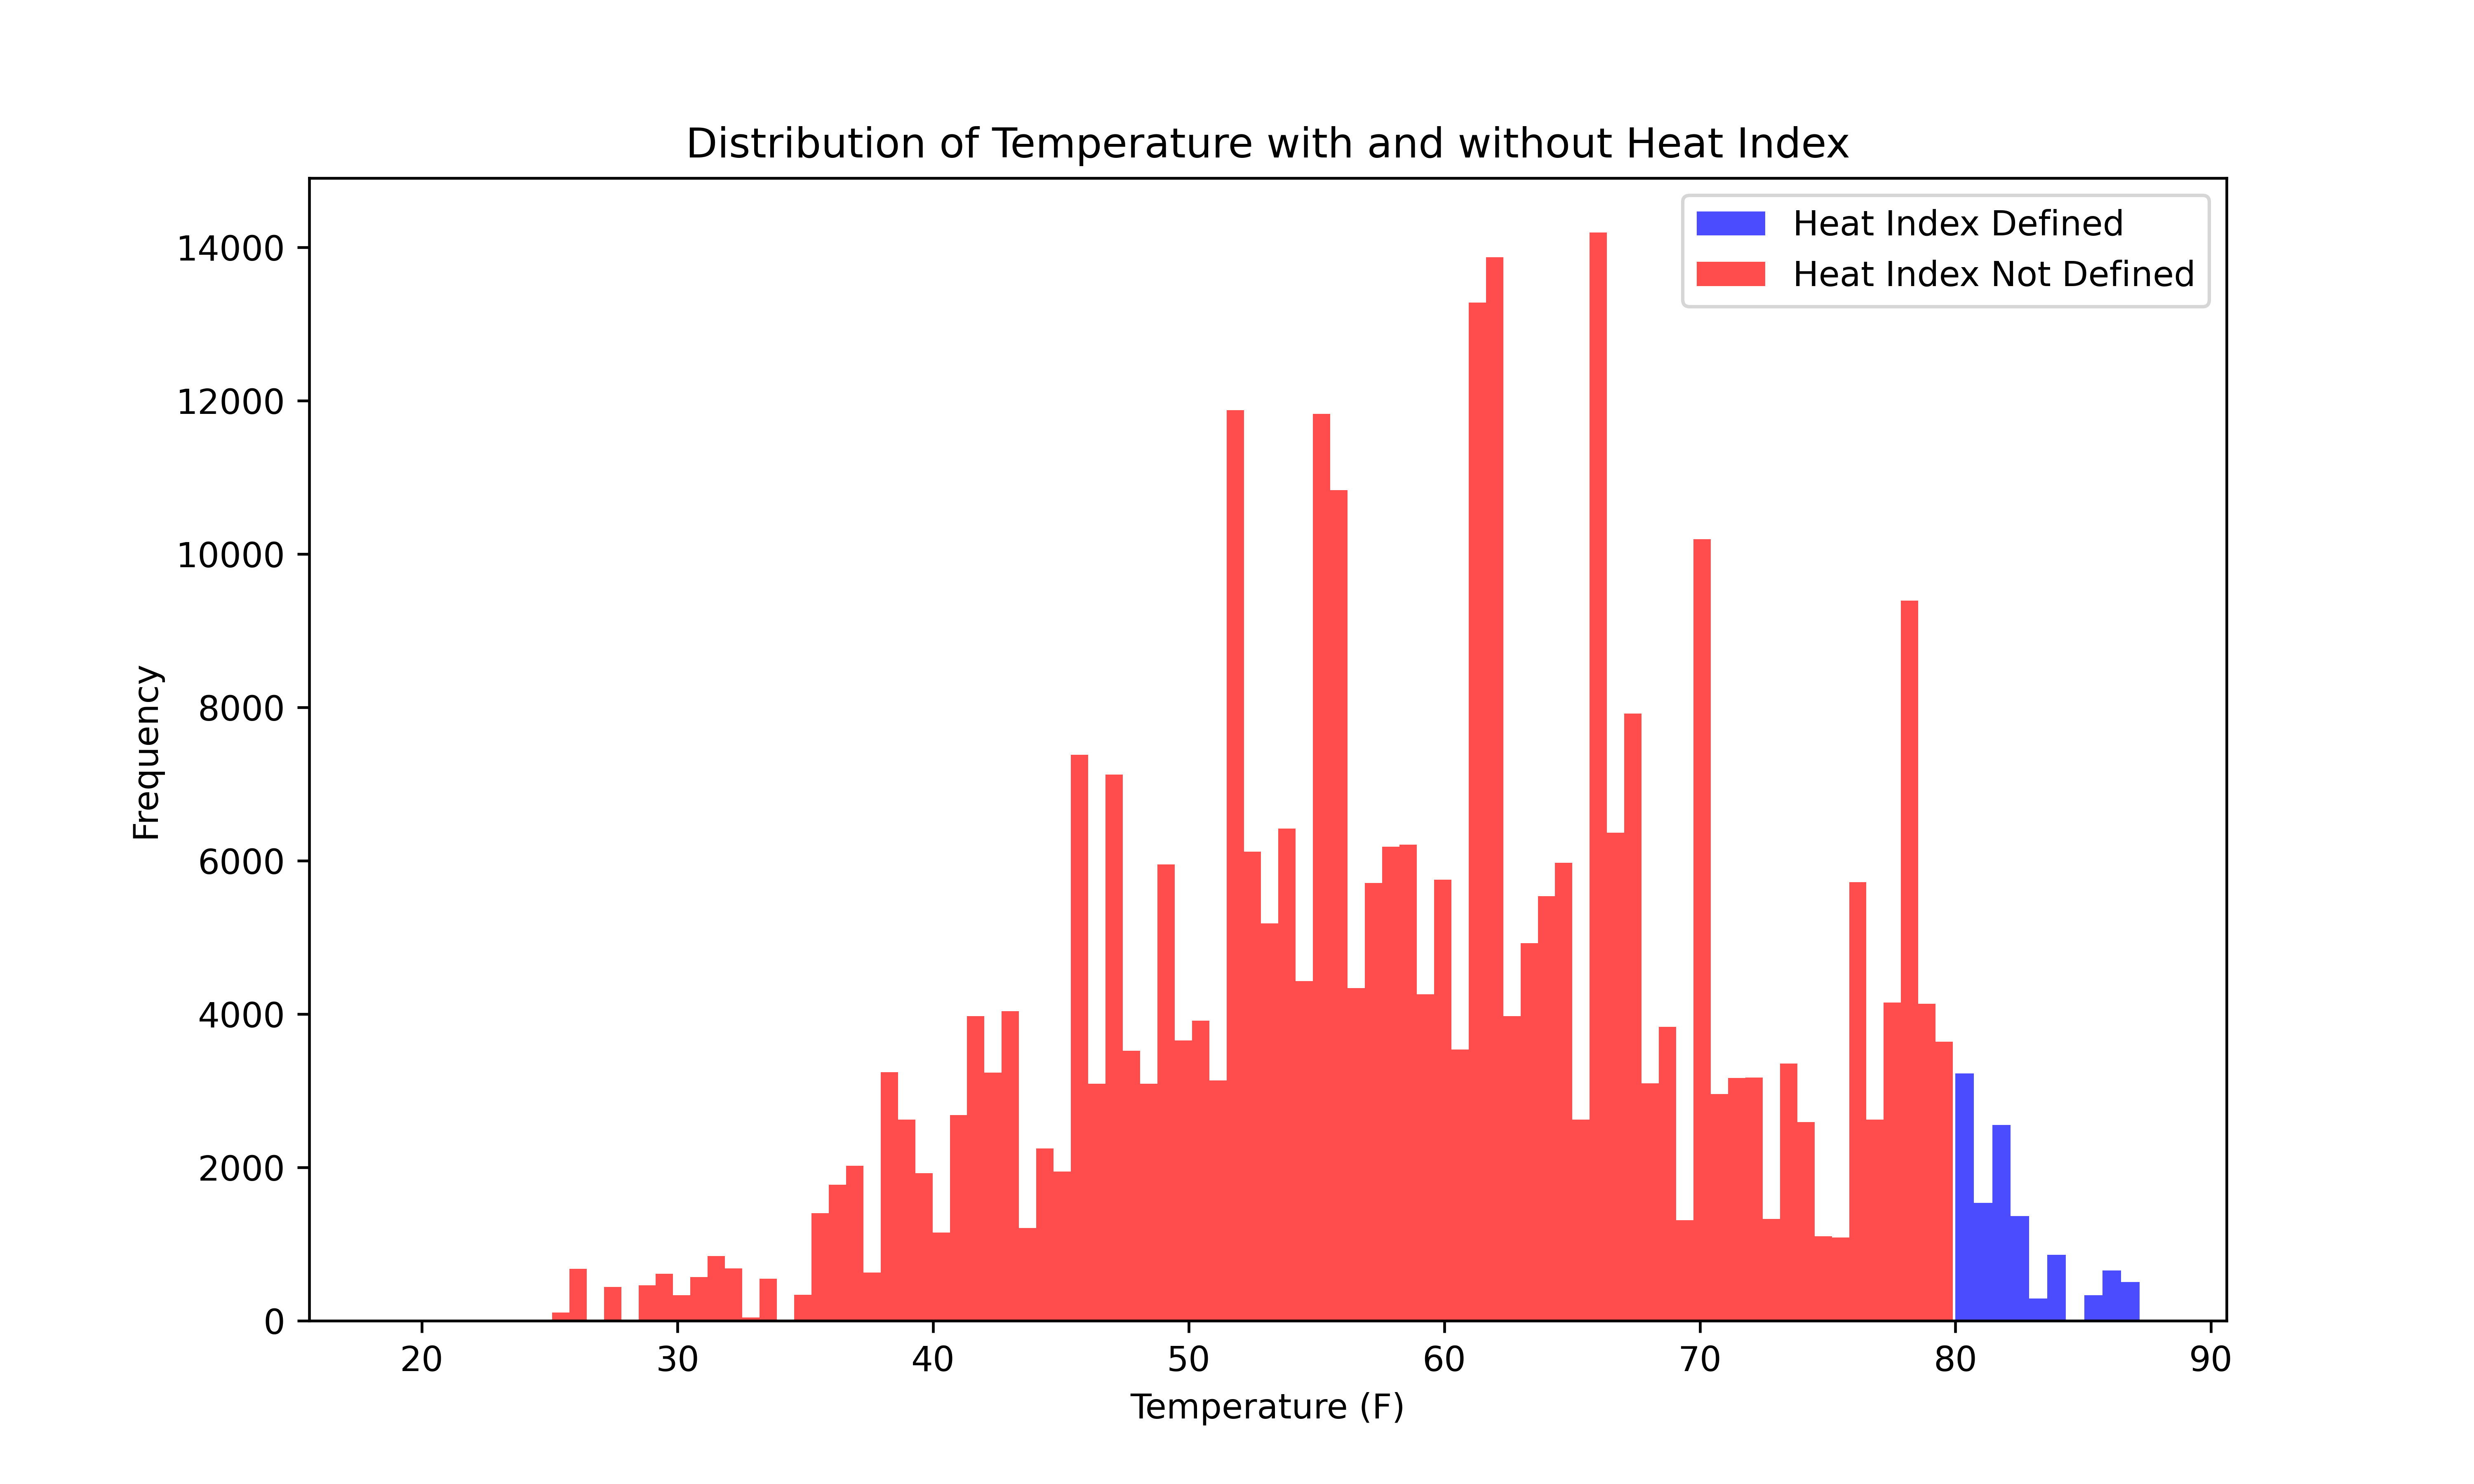 Distribution of Temperature with and without Heat Index
Heat Index Defined
Heat Index Not Defined
14000
12000
10000
8000
6000
4000
2000
0
Frequency
20 30 40 50 60 70 80 90
Temperature (F)